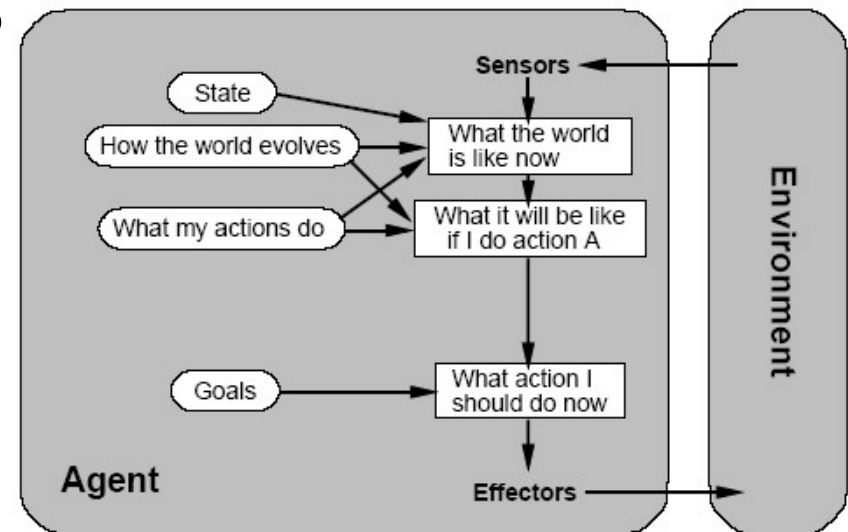 Sensors
State
What the world
is like now
How the world evolves
What it will be like
if I do action A
What my actions do
Environment
What action I
should do now
Goals
Agent
Effectors